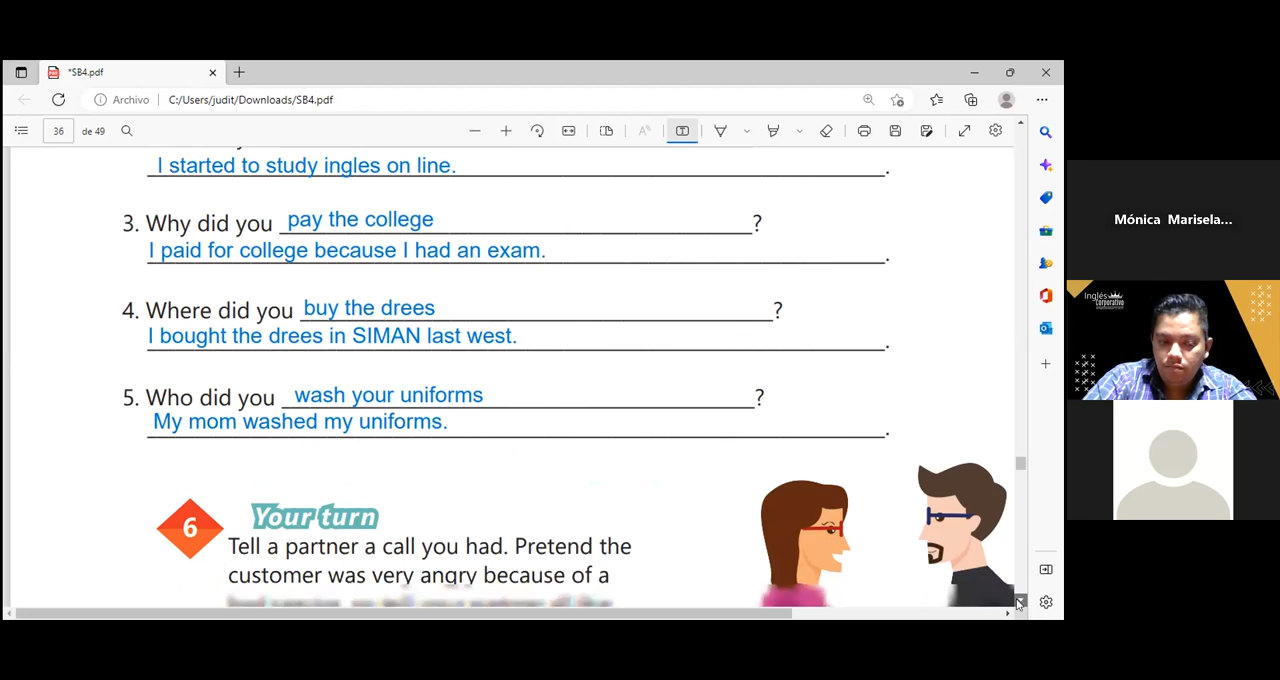 *SB4.pdf
Archivo
C:/Users/judit/Downloads/SB4.pdf
36 de 49
I started to study ingles on line.
3. Why did you pay the college ?
I paid for college because I had an exam.
4. Where did you buy the drees ?
I bought the drees in SIMAN last west.
5. Who did you wash your uniforms ?
My mom washed my uniforms.
6 Your turn
Tell a partner a call you had. Pretend the
customer was very angry because of a
Mónica Marisela...
Inglés
Corporativo